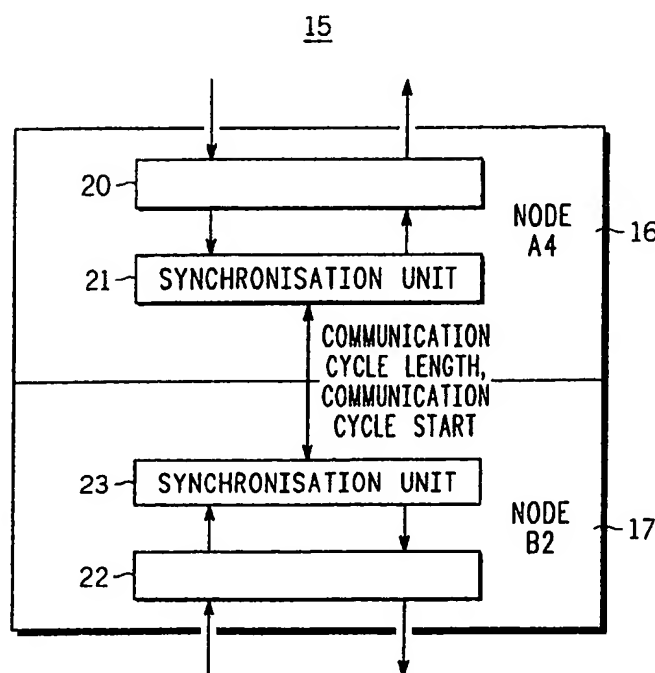 15
20
NODE
A4
16
21
SYNCHRONISATION UNIT
COMMUNICATION
CYCLE LENGTH,
COMMUNICATION
CYCLE START
23
SYNCHRONISATION UNIT
NODE
B2
17
22